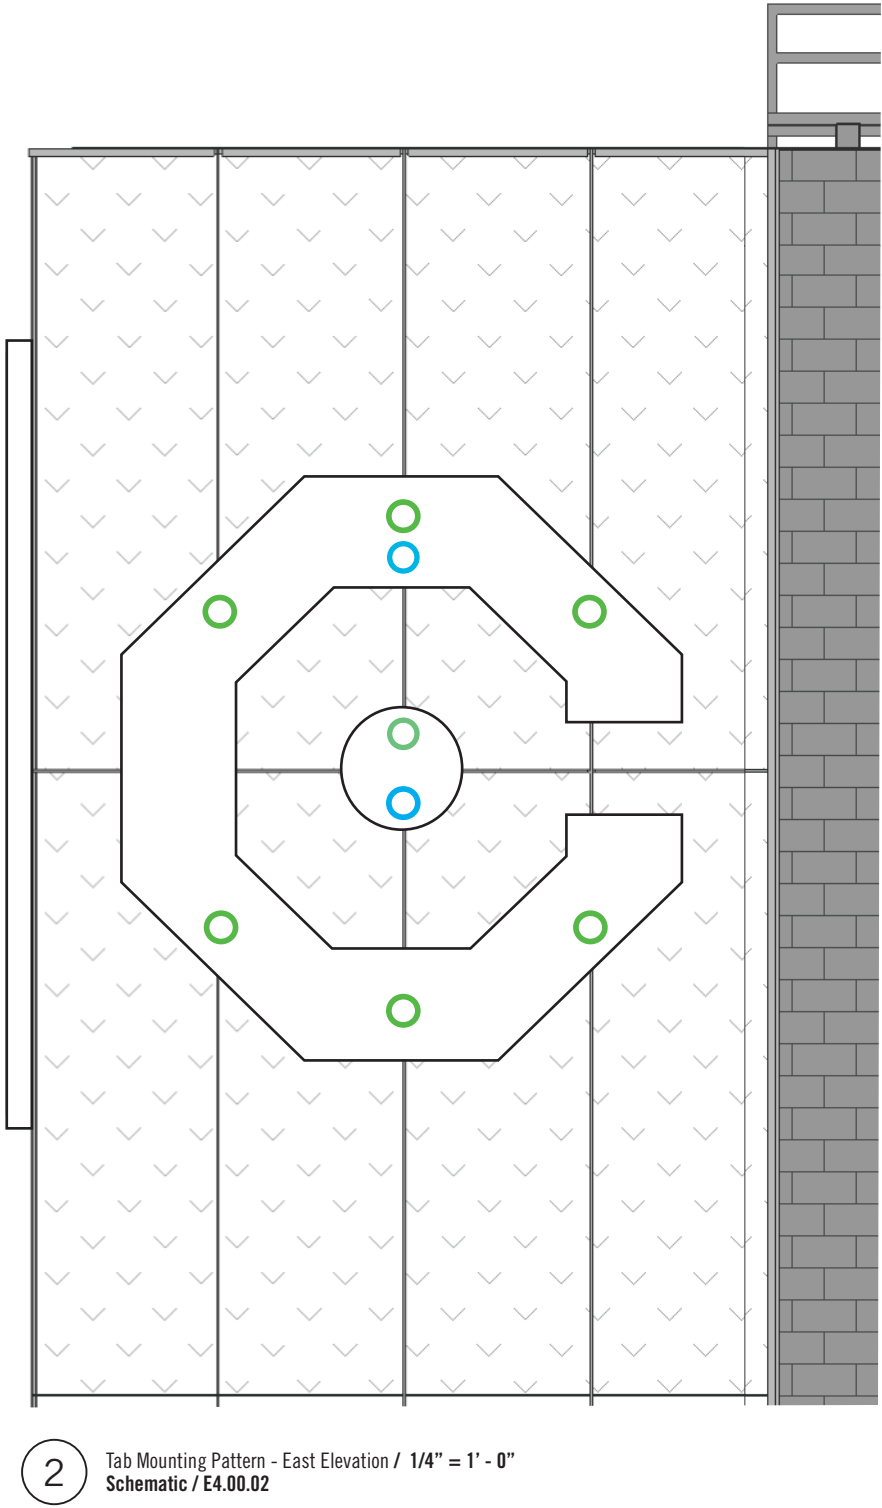 2
Tab Mounting Pattern - East Elevation / 1/4” = 1’ - 0”
Schematic / E4.00.02